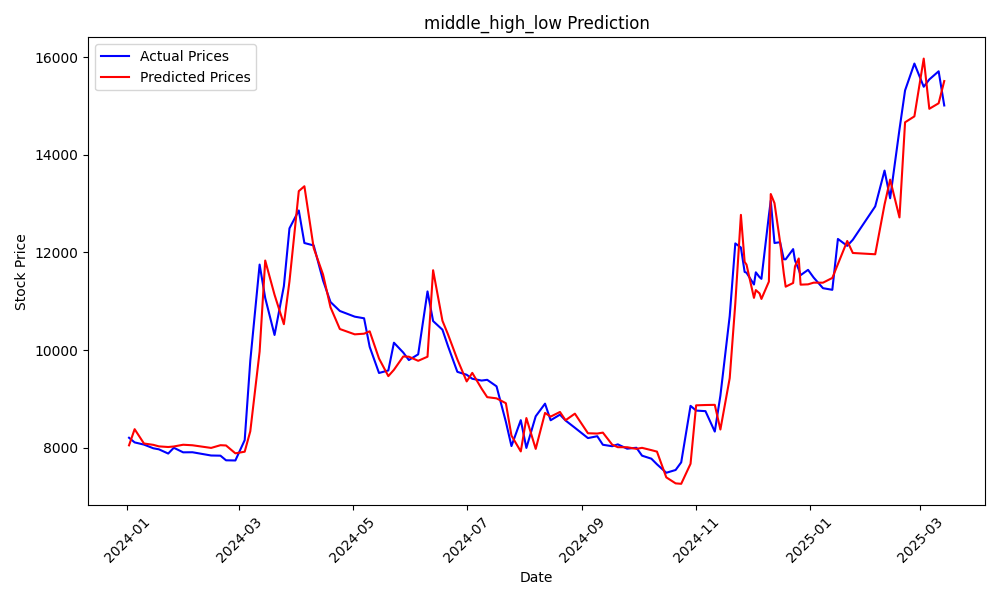 middle_high_low Prediction
Actual Prices
Predicted Prices
Stock Price
16000
14000
12000
10000
8000
2024-01
2024-03
2024-05
2024-07
2024-09
2024-11
2025-01
2025-03
Date